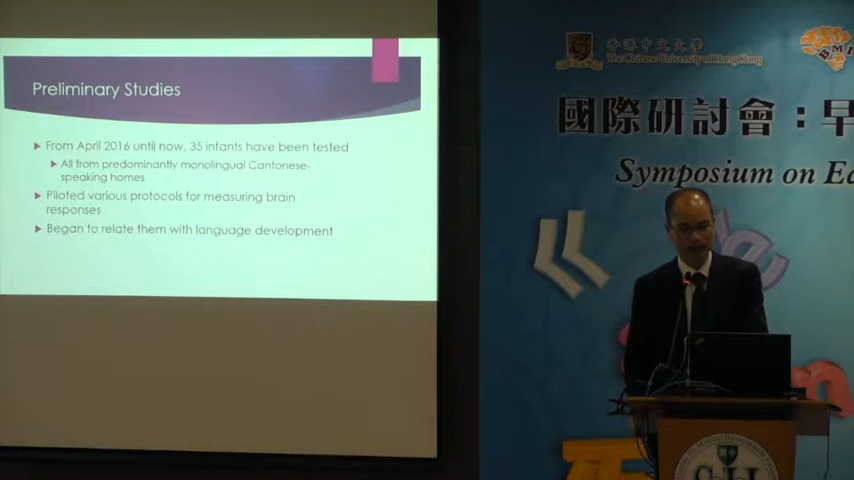 Preliminary Studies
From April 2016 until now, 35 infants have been tested
All from predominantly monolingual Cantonese-
speaking homes
Piloted various protocols for measuring brain
responses
Began to relate them with language development
香港中文大學
The Chinese University of Hong Kong
BMI
國際研討會：早
Symposium on Ea